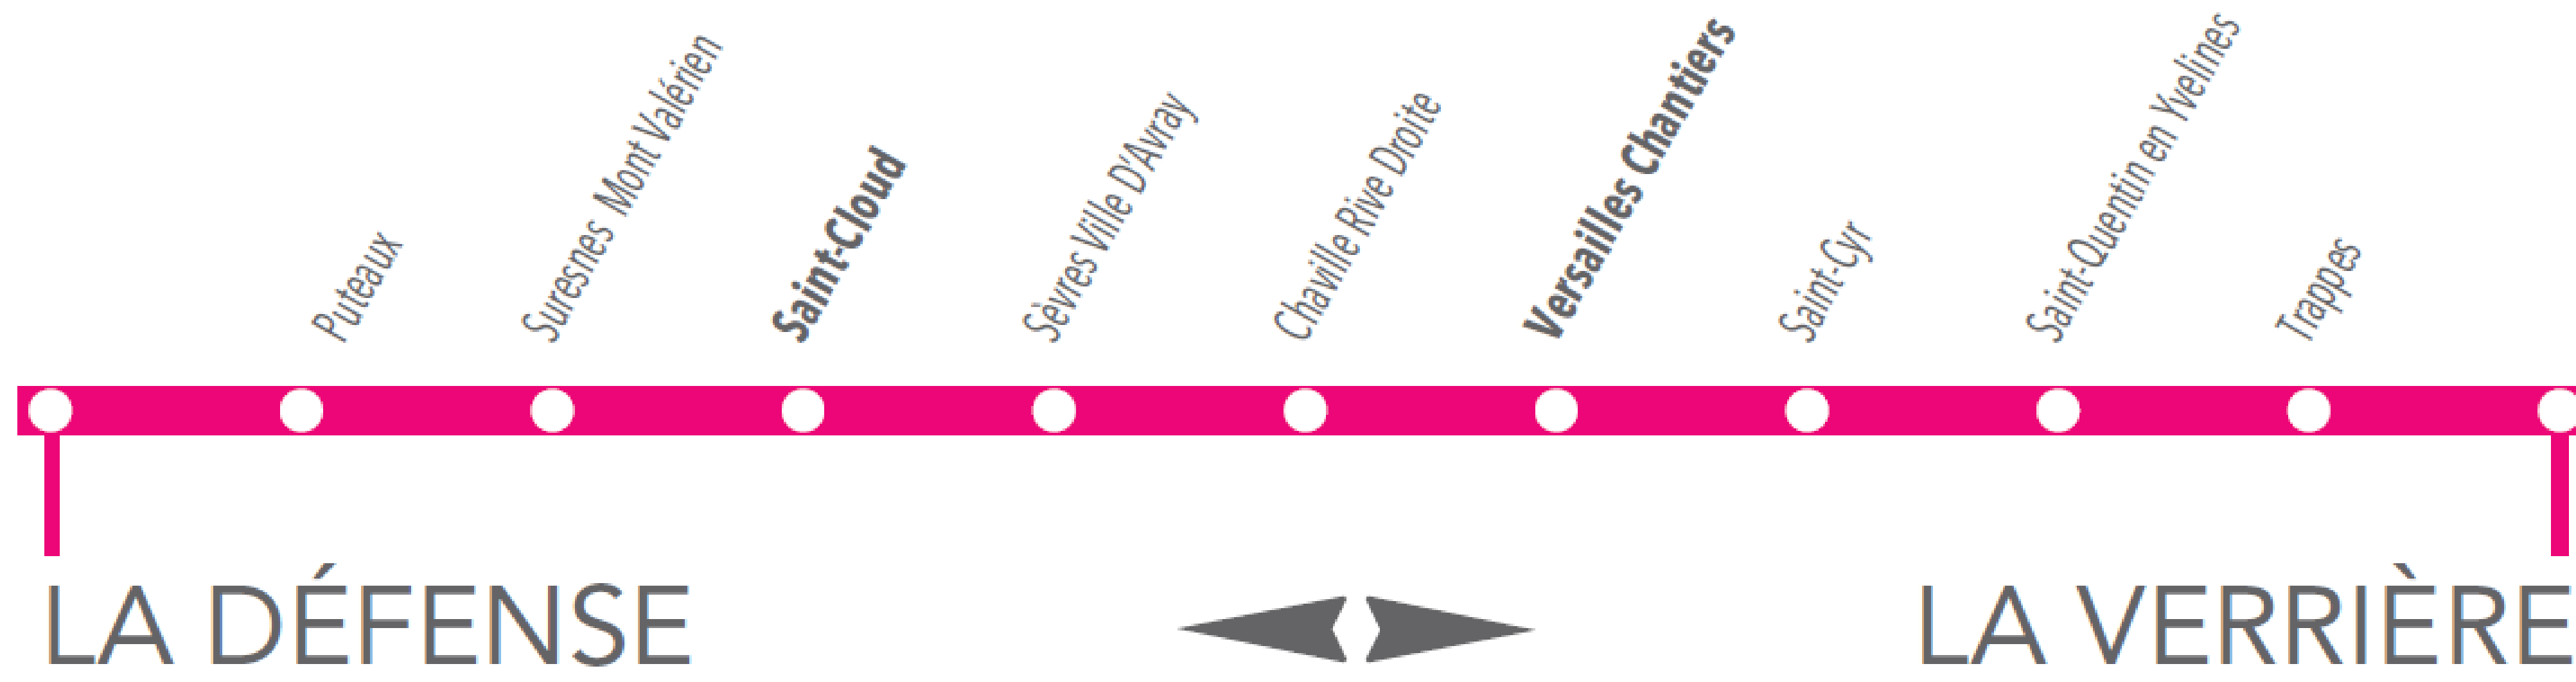 Puteaux
Suresnes Mont Valérien
Saint-Cloud
Sèvres Ville D'Avray
Chaville Rive Droite
Versailles Chantiers
Saint-Cyr
Saint-Quentin en Yvelines
Trappes
LA DÉFENSE
LA VERRIÈRE